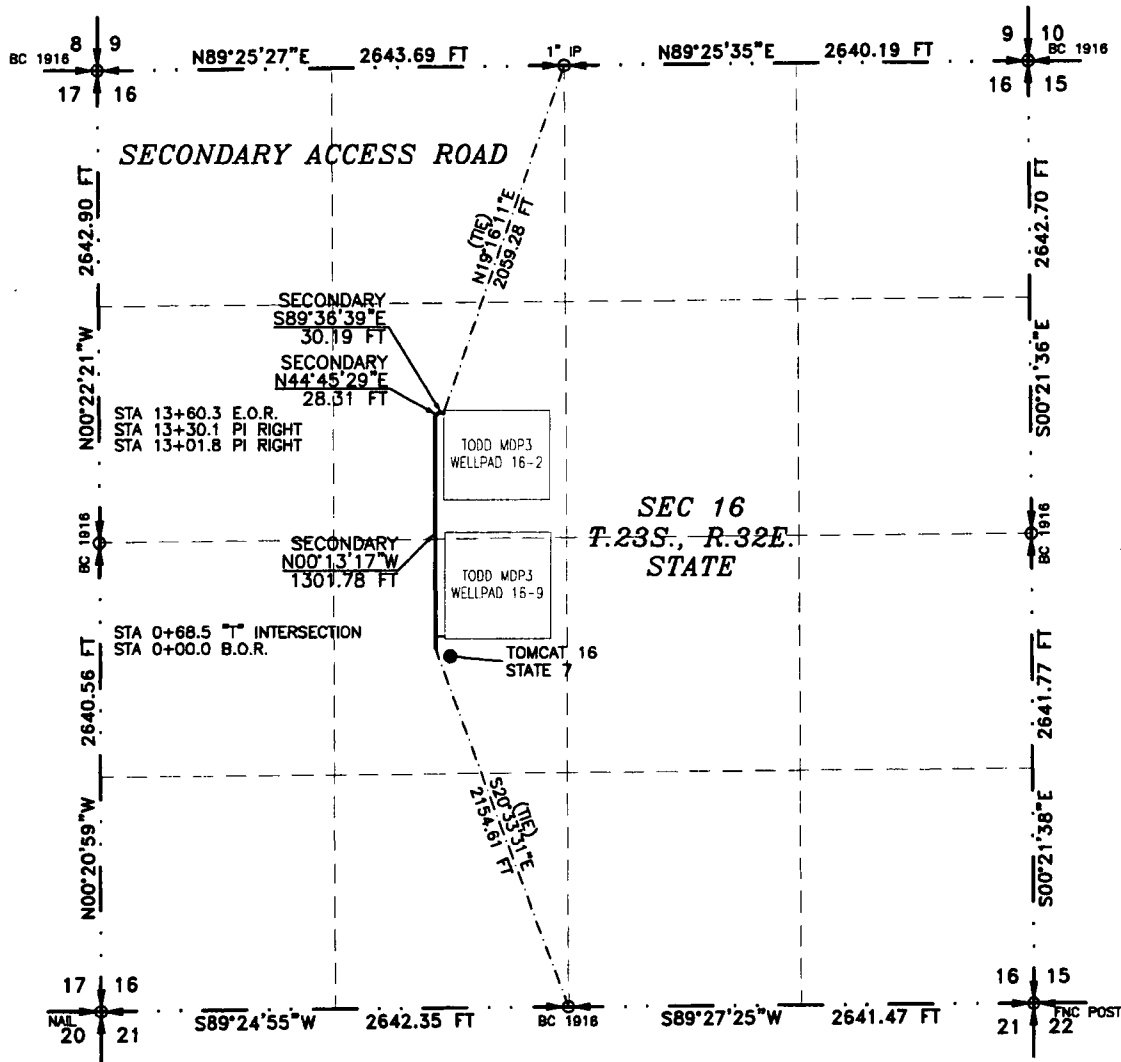 8 9
BC 1916
17 16
N89°25'27"E 2643.69 FT
1" IP
N89°25'35"E 2640.19 FT
9 10
BC 1916
16 15
SECONDARY ACCESS ROAD
2642.90 FT
N00°22'21"W
(TIE)
N19°16'11"E
2059.28 FT
2642.70 FT
S00°21'36"E
SECONDARY
S89°36'39"E
30.19 FT
SECONDARY
N44°45'29"E
28.31 FT
STA 13+60.3 E.O.R.
STA 13+30.1 PI RIGHT
STA 13+01.8 PI RIGHT
TODD MDP3
WELLPAD 16-2
SEC 16
T.23S., R.32E.
STATE
BC 1916
BC 1916
SECONDARY
N00°13'17"W
1301.78 FT
TODD MDP3
WELLPAD 16-9
STA 0+68.5 "T" INTERSECTION
STA 0+00.0 B.O.R.
TOMCAT 16
STATE 7
2640.56 FT
N00°20'59"W
(TIE)
S20°33'31"E
2154.61 FT
2641.77 FT
S00°21'38"E
17 16
NAIL
20 21
S89°24'55"W 2642.35 FT
BC 1916
S89°27'25"W 2641.47 FT
16 15
FNC POST
21 22